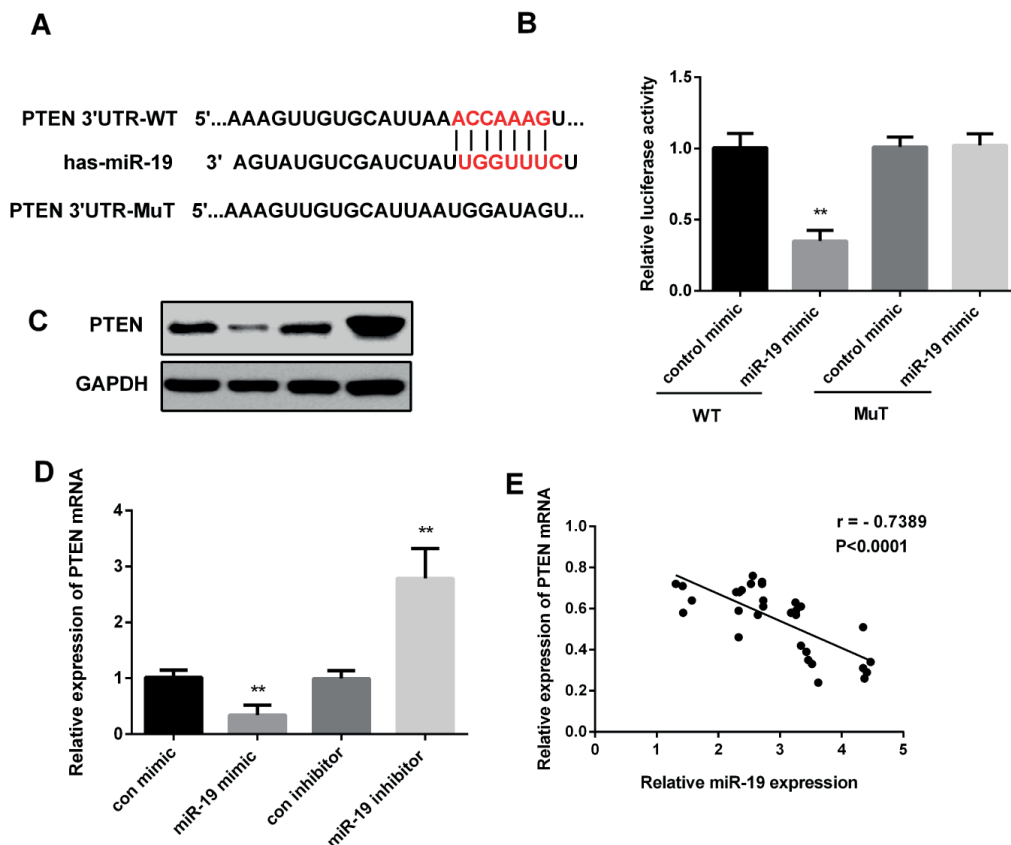 A
PTEN 3'UTR-WT 5'...AAAGUUGUGCAUUAAACCAAAGU...
has-miR-19 3' AGUAUGUCGAUCUAUUGGUUUCU
PTEN 3'UTR-MuT 5'...AAAGUUGUGCAUUAAUGGAUAGU...
B
Relative luciferase activity
1.5
1.0
0.5
0.0
**
control mimic
miR-19 mimic
control mimic
miR-19 mimic
WT
MuT
C
PTEN
GAPDH
D
Relative expression of PTEN mRNA
4
3
2
1
0
**
**
con mimic
miR-19 mimic
con inhibitor
miR-19 inhibitor
E
Relative expression of PTEN mRNA
1.0
0.8
0.6
0.4
0.2
0.0
r = - 0.7389
P<0.0001
0 1 2 3 4 5
Relative miR-19 expression